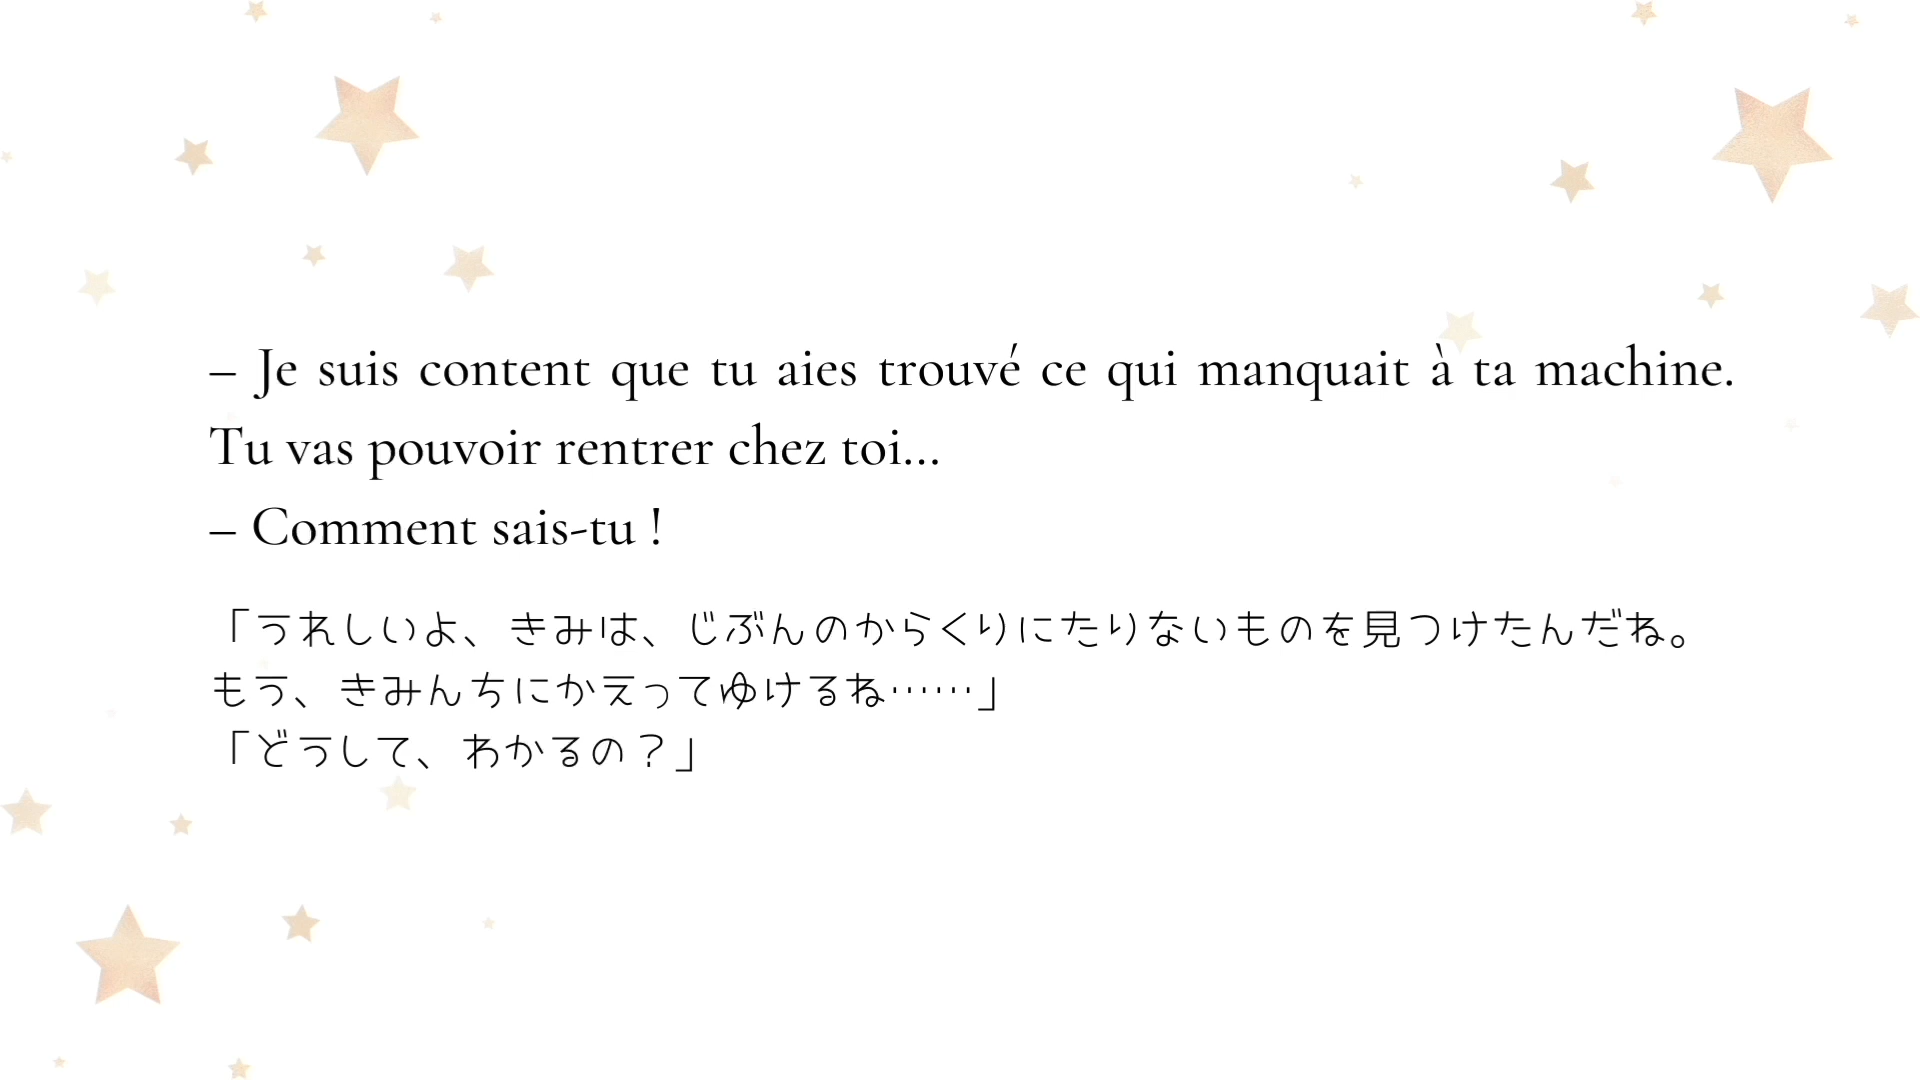 – Je suis content que tu aies trouvé ce qui manquait à ta machine.
Tu vas pouvoir rentrer chez toi...
– Comment sais-tu !
「うれしいよ、きみは、じぶんのからくりにたりないものを見つけたんだね。
もう、きみんちにかえってゆけるね……」
「どうして、わかるの？」